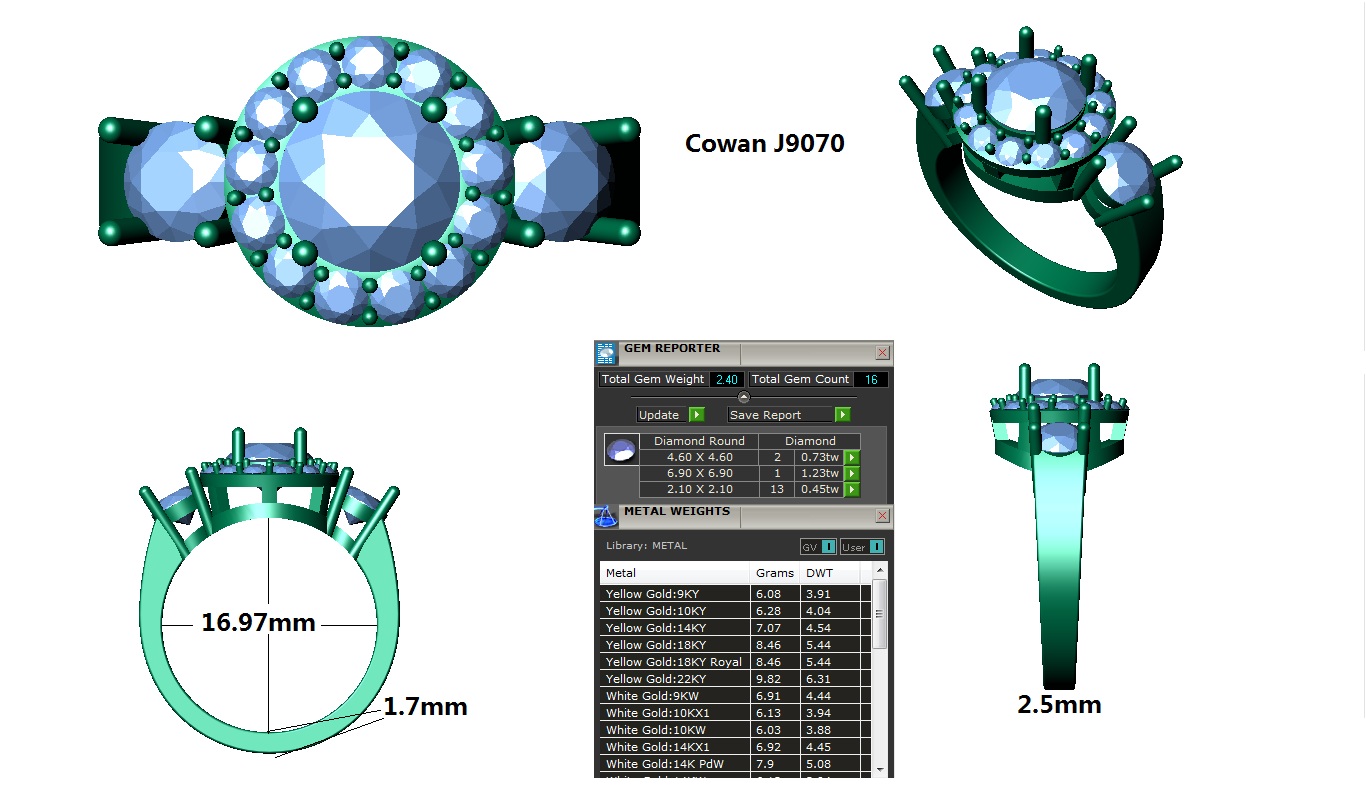 Cowan J9070
GEM REPORTER
Total Gem Weight 2.40 Total Gem Count 16
Update Save Report
Diamond Round Diamond
4.60 X 4.60 2 0.73tw
6.90 X 6.90 1 1.23tw
2.10 X 2.10 13 0.45tw
METAL WEIGHTS
Library: METAL GV User
Metal Grams DWT
Yellow Gold:9KY 6.08 3.91
Yellow Gold:10KY 6.28 4.04
Yellow Gold:14KY 7.07 4.54
Yellow Gold:18KY 8.46 5.44
Yellow Gold:18KY Royal 8.46 5.44
Yellow Gold:22KY 9.82 6.31
White Gold:9KW 6.91 4.44
White Gold:10KX1 6.13 3.94
White Gold:10KW 6.03 3.88
White Gold:14KX1 6.92 4.45
White Gold:14K PdW 7.9 5.08
16.97mm
1.7mm
2.5mm